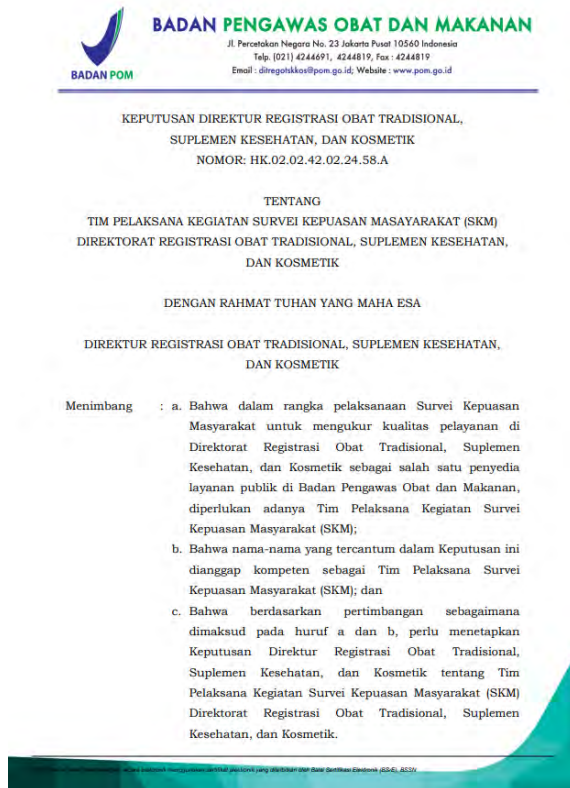 BADAN PENGAWAS OBAT DAN MAKANAN
Jl. Percetakan Negara No. 23 Jakarta Pusat 10560 Indonesia
Telp. (021) 4244691, 4244819, Fax : 4244819
Email : ditregotskkos@pom.go.id; Website : www.pom.go.id
BADAN POM
KEPUTUSAN DIREKTUR REGISTRASI OBAT TRADISIONAL,
SUPLEMEN KESEHATAN, DAN KOSMETIK
NOMOR: HK.02.02.42.02.24.58.A
TENTANG
TIM PELAKSANA KEGIATAN SURVEI KEPUASAN MASAYARAKAT (SKM)
DIREKTORAT REGISTRASI OBAT TRADISIONAL, SUPLEMEN KESEHATAN,
DAN KOSMETIK
DENGAN RAHMAT TUHAN YANG MAHA ESA
DIREKTUR REGISTRASI OBAT TRADISIONAL, SUPLEMEN KESEHATAN,
DAN KOSMETIK
Menimbang : a. Bahwa dalam rangka pelaksanaan Survei Kepuasan
Masyarakat untuk mengukur kualitas pelayanan di
Direktorat Registrasi Obat Tradisional, Suplemen
Kesehatan, dan Kosmetik sebagai salah satu penyedia
layanan publik di Badan Pengawas Obat dan Makanan,
diperlukan adanya Tim Pelaksana Kegiatan Survei
Kepuasan Masyarakat (SKM);
b. Bahwa nama-nama yang tercantum dalam Keputusan ini
dianggap kompeten sebagai Tim Pelaksana Survei
Kepuasan Masyarakat (SKM); dan
c. Bahwa berdasarkan pertimbangan sebagaimana
dimaksud pada huruf a dan b, perlu menetapkan
Keputusan Direktur Registrasi Obat Tradisional,
Suplemen Kesehatan, dan Kosmetik tentang Tim
Pelaksana Kegiatan Survei Kepuasan Masyarakat (SKM)
Direktorat Registrasi Obat Tradisional, Suplemen
Kesehatan, dan Kosmetik.
secara elektronik menggunakan sertifikat elektronik yang diterbitkan oleh Balai Sertifikasi Elektronik (BSrE), BSSN